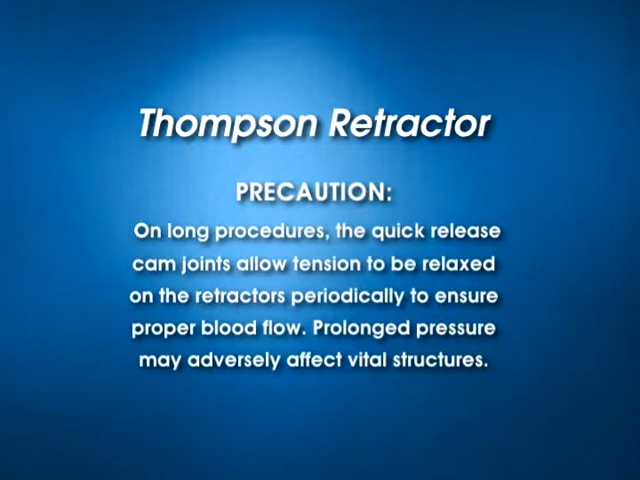 Thompson Retractor
PRECAUTION:
On long procedures, the quick release
cam joints allow tension to be relaxed
on the retractors periodically to ensure
proper blood flow. Prolonged pressure
may adversely affect vital structures.